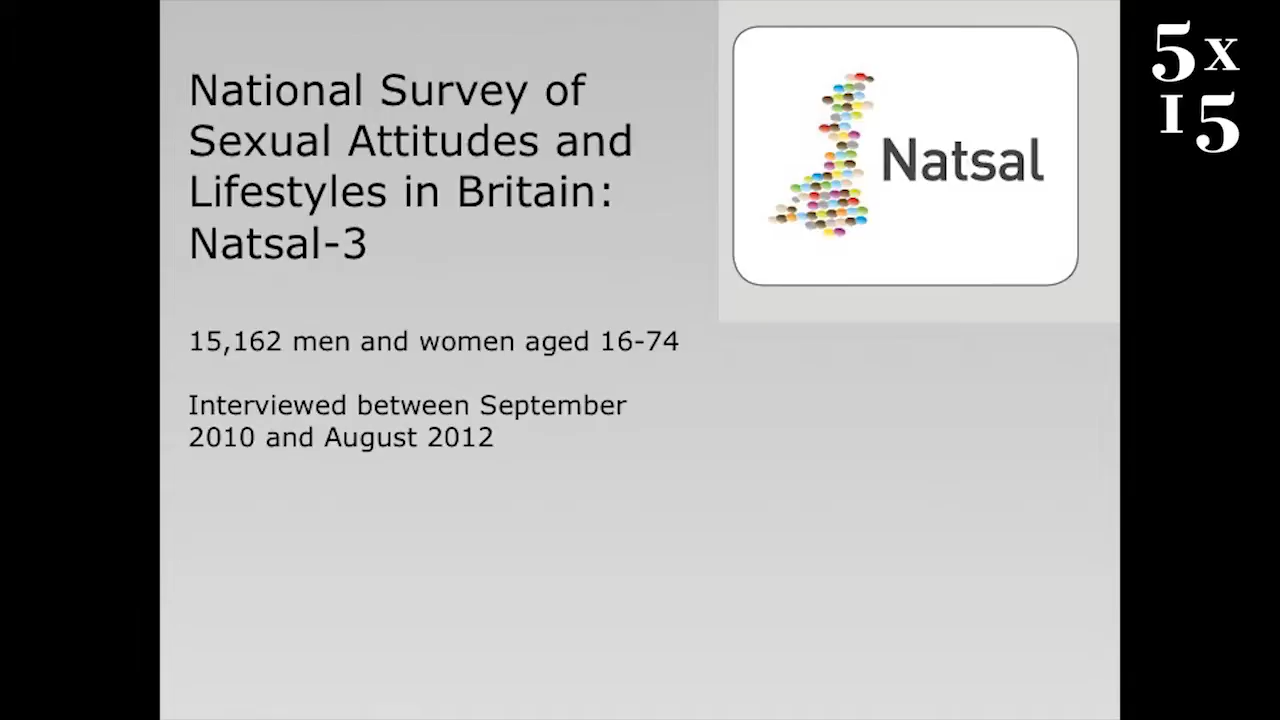 National Survey of
Sexual Attitudes and
Lifestyles in Britain:
Natsal-3
15,162 men and women aged 16-74
Interviewed between September
2010 and August 2012
Natsal
5 x
15